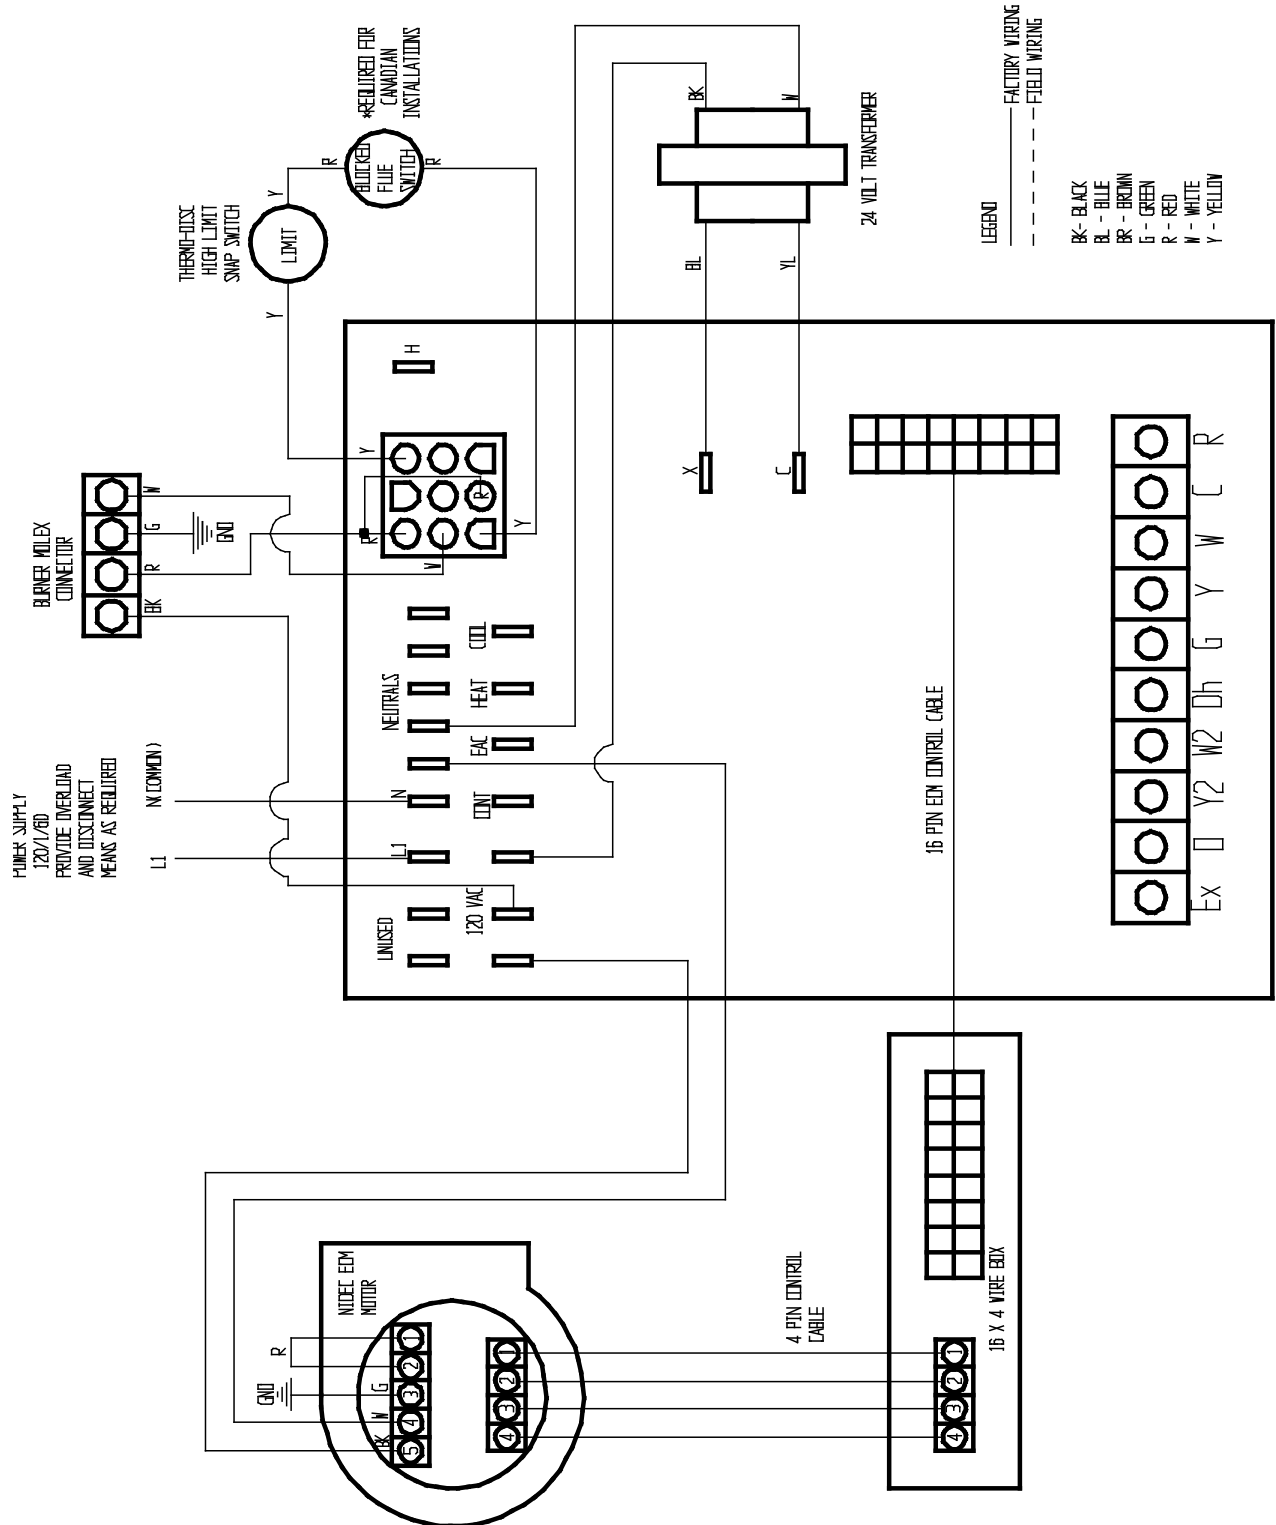 *REQUIRED FOR
CANADIAN
INSTALLATIONS
BLOCKED
FLUE
SWITCH
R
R
Y
Y
THERMO-DISC
HIGH LIMIT
SNAP SWITCH
LIMIT
BK
W
24 VOLT TRANSFORMER
BL
YL
LEGEND
FACTORY WIRING
FIELD WIRING
BK - BLACK
BL - BLUE
BR - BROWN
G - GREEN
R - RED
W - WHITE
Y - YELLOW
BURNER MOLEX
CONNECTOR
W
G
R
BK
GND
H
Y
R
R
Y
W
X
C
NEUTRALS
COOL
HEAT
EAC
CONT
N
L1
120 VAC
UNUSED
POWER SUPPLY
120/1/60
PROVIDE OVERLOAD
AND DISCONNECT
MEANS AS REQUIRED
N(COMMON)
L1
16 PIN ECM CONTROL CABLE
R
C
W
Y
G
Dh
W2
Y2
O
Ex
NIDEC ECM
MOTOR
R
GND
G
W
BK
1
2
3
4
5
1
2
3
4
4 PIN CONTROL
CABLE
1
2
3
4
16 X 4 WIRE BOX